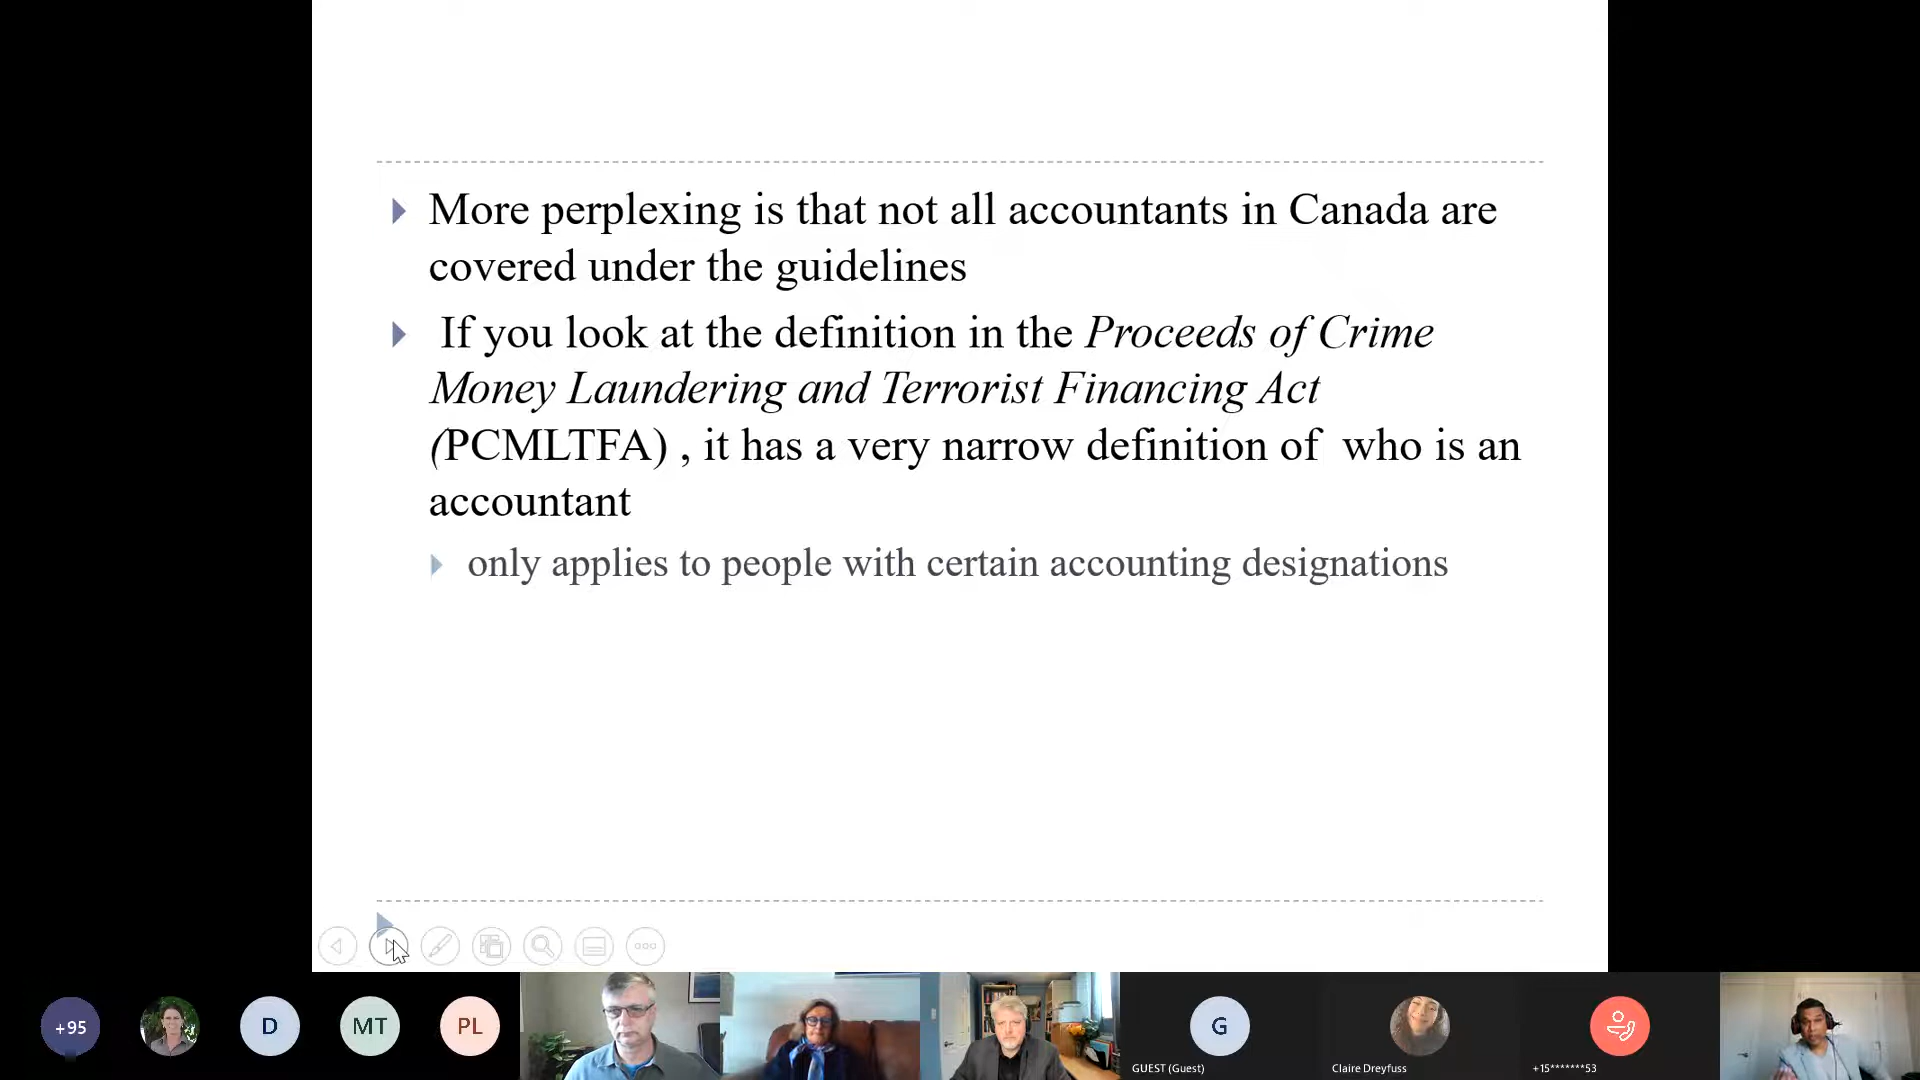 More perplexing is that not all accountants in Canada are
covered under the guidelines
If you look at the definition in the Proceeds of Crime
Money Laundering and Terrorist Financing Act
(PCMLTFA) , it has a very narrow definition of  who is an
accountant
only applies to people with certain accounting designations
+95
D
MT
PL
G
GUEST (Guest)
Claire Dreyfuss
+15*******53